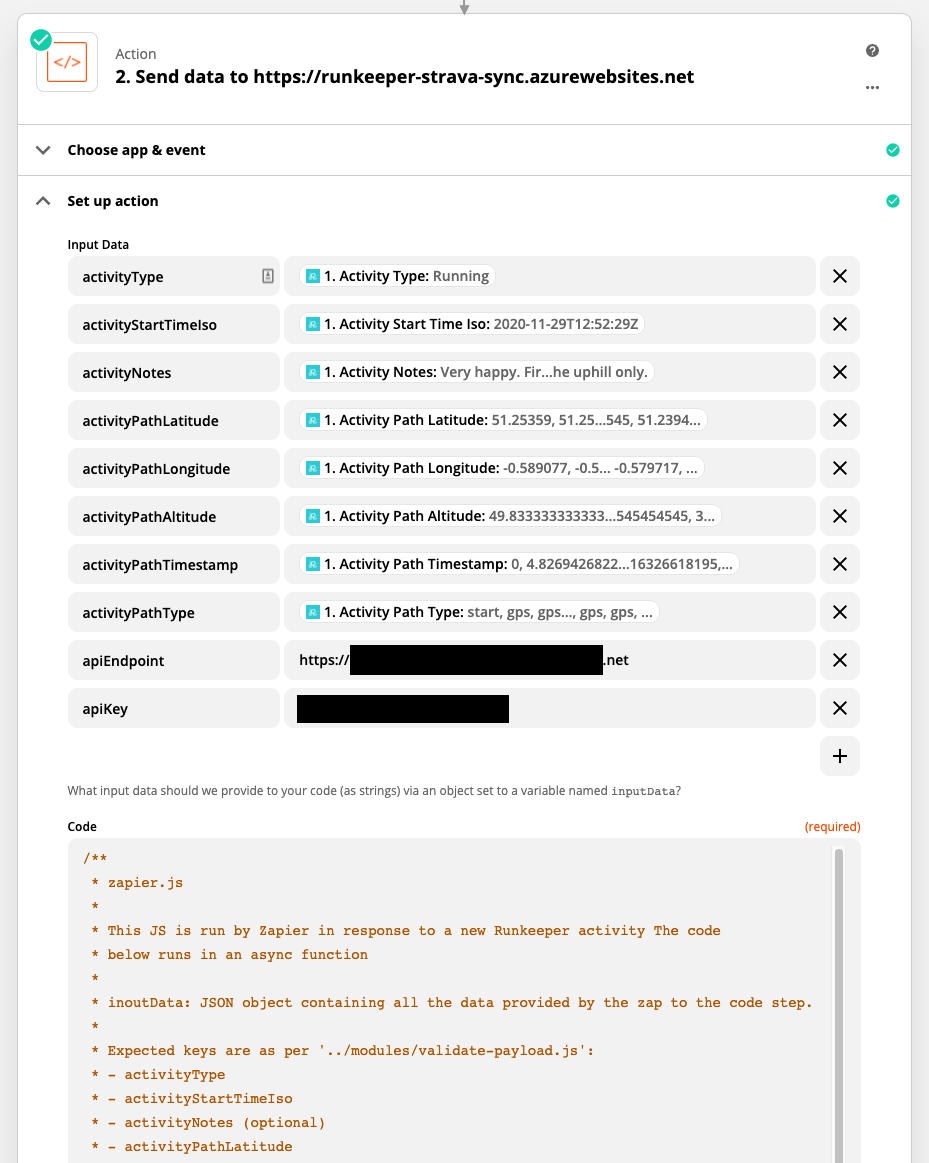 </>
Action
2. Send data to https://runkeeper-strava-sync.azurewebsites.net
Choose app & event
Set up action
Input Data
activityType 1. Activity Type: Running
activityStartTimeIso 1. Activity Start Time Iso: 2020-11-29T12:52:29Z
activityNotes 1. Activity Notes: Very happy. Fir...he uphill only.
activityPathLatitude 1. Activity Path Latitude: 51.25359, 51.25...545, 51.2394...
activityPathLongitude 1. Activity Path Longitude: -0.589077, -0.5... -0.579717, ...
activityPathAltitude 1. Activity Path Altitude: 49.833333333333...545454545, 3...
activityPathTimestamp 1. Activity Path Timestamp: 0, 4.8269426822...16326618195,...
activityPathType 1. Activity Path Type: start, gps, gps..., gps, gps, ...
apiEndpoint https:// .net
apiKey
What input data should we provide to your code (as strings) via an object set to a variable named inputData?
Code (required)
/**
* zapier.js
*
* This JS is run by Zapier in response to a new Runkeeper activity The code
* below runs in an async function
*
* inoutData: JSON object containing all the data provided by the zap to the code step.
*
* Expected keys are as per '../modules/validate-payload.js':
* - activityType
* - activityStartTimeIso
* - activityNotes (optional)
* - activityPathLatitude